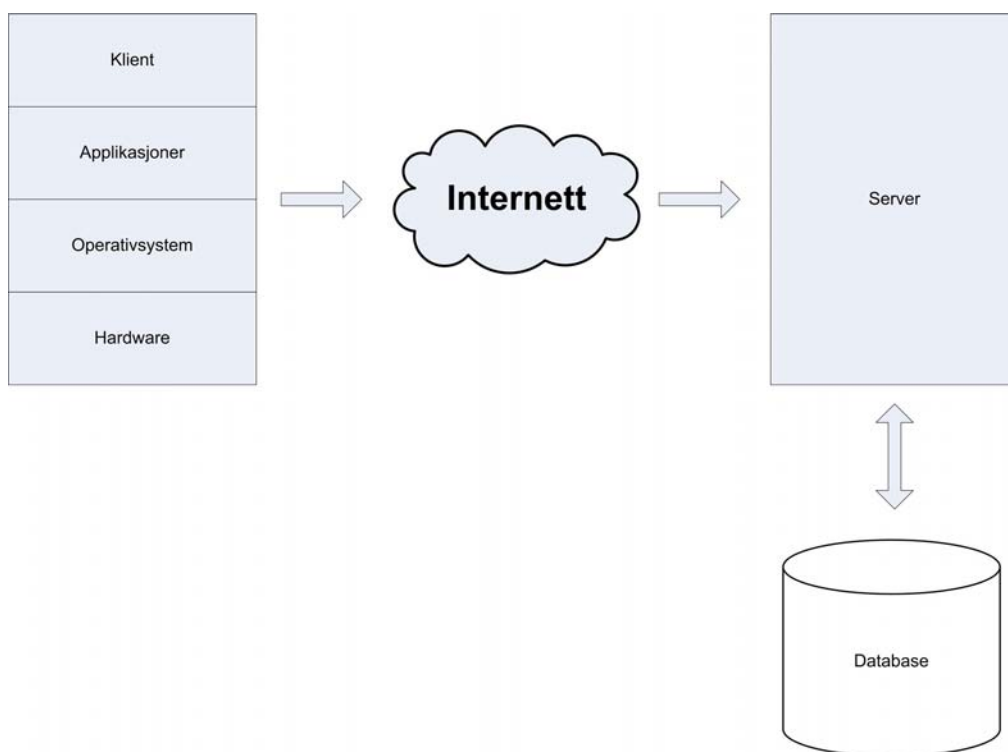 Klient
Applikasjoner
Operativsystem
Hardware
Internett
Server
Database